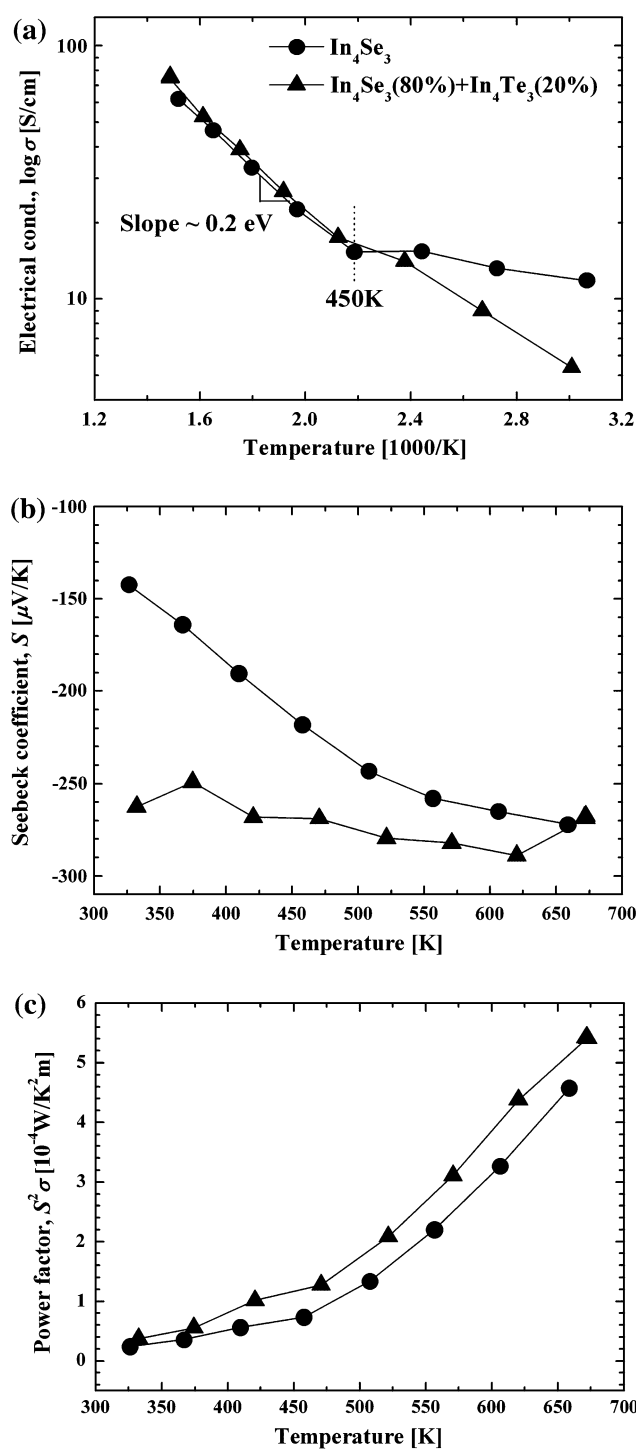 (a)
100
In4Se3
In4Se3(80%)+In4Te3(20%)
Electrical cond., log σ [S/cm]
Slope ~ 0.2 eV
450K
10
1.2 1.6 2.0 2.4 2.8 3.2
Temperature [1000/K]
(b)
-100
-150
-200
-250
-300
Seebeck coefficient, S [μV/K]
300 350 400 450 500 550 600 650 700
Temperature [K]
(c)
6
5
4
3
2
1
0
Power factor, S²σ [10⁻⁴W/K²m]
300 350 400 450 500 550 600 650 700
Temperature [K]